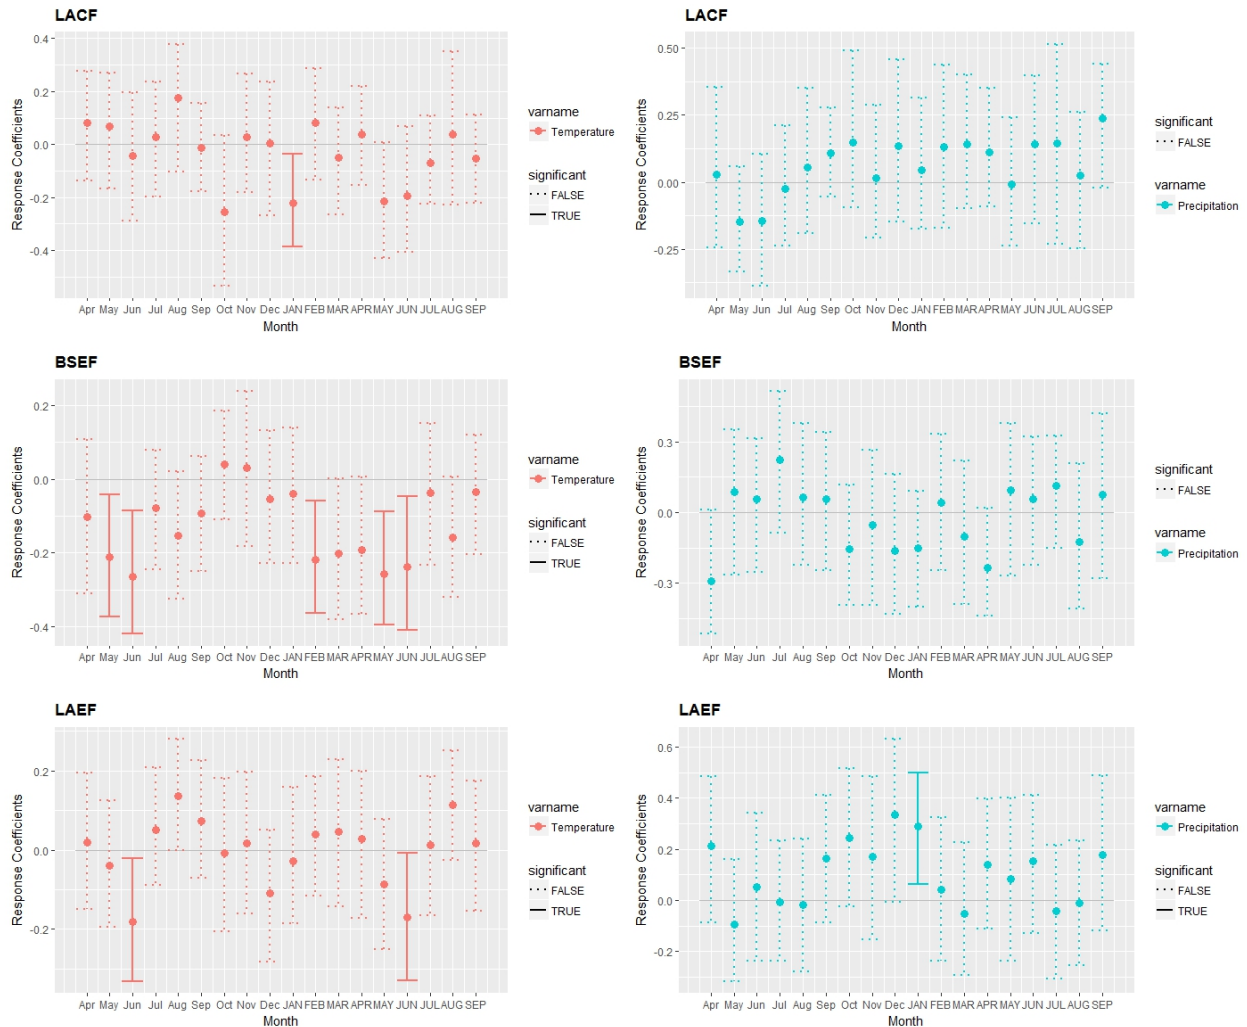 LACF
0.4
0.2
0.0
-0.2
-0.4
Response Coefficients
Apr May Jun Jul Aug Sep Oct Nov Dec JAN FEB MAR APR MAY JUN JUL AUG SEP
Month
varname
Temperature
significant
FALSE
TRUE
LACF
0.50
0.25
0.00
-0.25
Response Coefficients
Apr May Jun Jul Aug Sep Oct Nov Dec JAN FEB MAR APR MAY JUN JUL AUG SEP
Month
significant
FALSE
varname
Precipitation
BSEF
0.2
0.0
-0.2
-0.4
Response Coefficients
Apr May Jun Jul Aug Sep Oct Nov Dec JAN FEB MAR APR MAY JUN JUL AUG SEP
Month
varname
Temperature
significant
FALSE
TRUE
BSEF
0.3
0.0
-0.3
Response Coefficients
Apr May Jun Jul Aug Sep Oct Nov Dec JAN FEB MAR APR MAY JUN JUL AUG SEP
Month
significant
FALSE
varname
Precipitation
LAEF
0.2
0.0
-0.2
Response Coefficients
Apr May Jun Jul Aug Sep Oct Nov Dec JAN FEB MAR APR MAY JUN JUL AUG SEP
Month
varname
Temperature
significant
FALSE
TRUE
LAEF
0.6
0.4
0.2
0.0
-0.2
Response Coefficients
Apr May Jun Jul Aug Sep Oct Nov Dec JAN FEB MAR APR MAY JUN JUL AUG SEP
Month
varname
Precipitation
significant
FALSE
TRUE